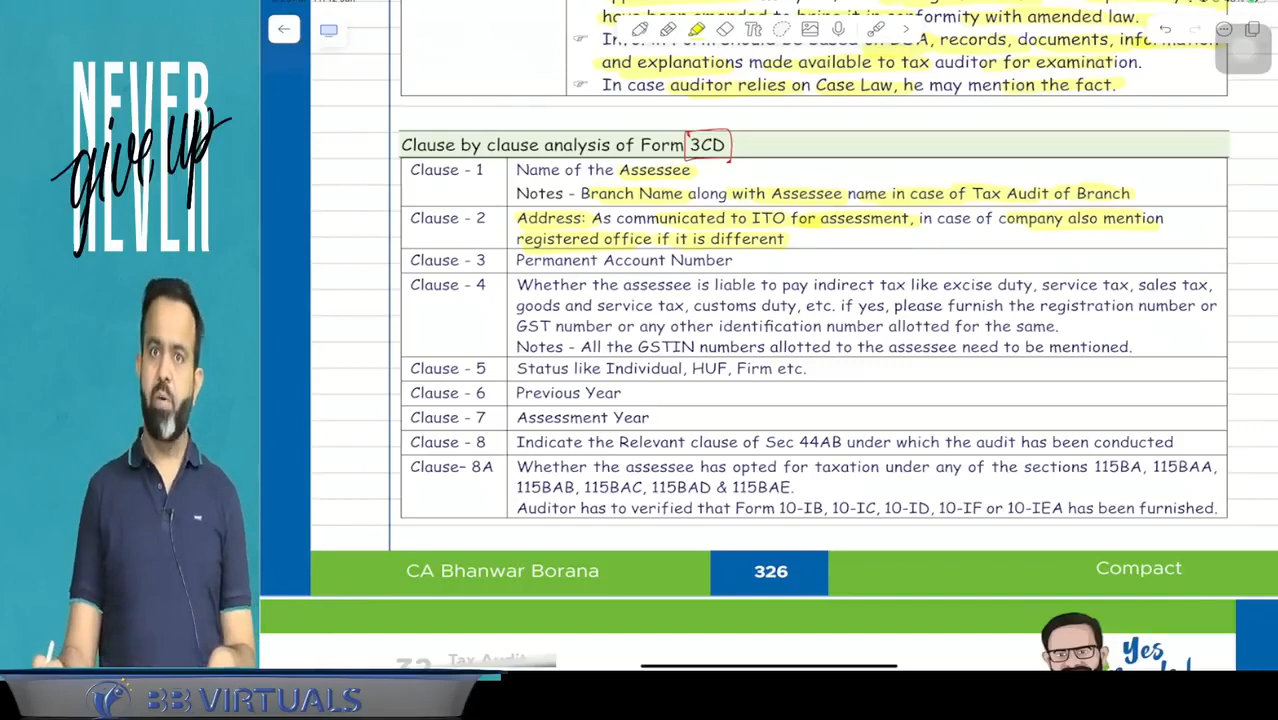 have been amended to bring it in conformity with amended law.
and explanations made available to tax auditor for examination.
In case auditor relies on Case Law, he may mention the fact.
NEVER
give up
NEVER
Clause by clause analysis of Form 3CD
Clause - 1 Name of the Assessee
Notes - Branch Name along with Assessee name in case of Tax Audit of Branch
Clause - 2 Address: As communicated to ITO for assessment, in case of company also mention
registered office if it is different
Clause - 3 Permanent Account Number
Clause - 4 Whether the assessee is liable to pay indirect tax like excise duty, service tax, sales tax,
goods and service tax, customs duty, etc. if yes, please furnish the registration number or
GST number or any other identification number allotted for the same.
Notes - All the GSTIN numbers allotted to the assessee need to be mentioned.
Clause - 5 Status like Individual, HUF, Firm etc.
Clause - 6 Previous Year
Clause - 7 Assessment Year
Clause - 8 Indicate the Relevant clause of Sec 44AB under which the audit has been conducted
Clause– 8A Whether the assessee has opted for taxation under any of the sections 115BA, 115BAA,
115BAB, 115BAC, 115BAD & 115BAE.
Auditor has to verified that Form 10-IB, 10-IC, 10-ID, 10-IF or 10-IEA has been furnished.
CA Bhanwar Borana 326 Compact
Yes
BB VIRTUALS